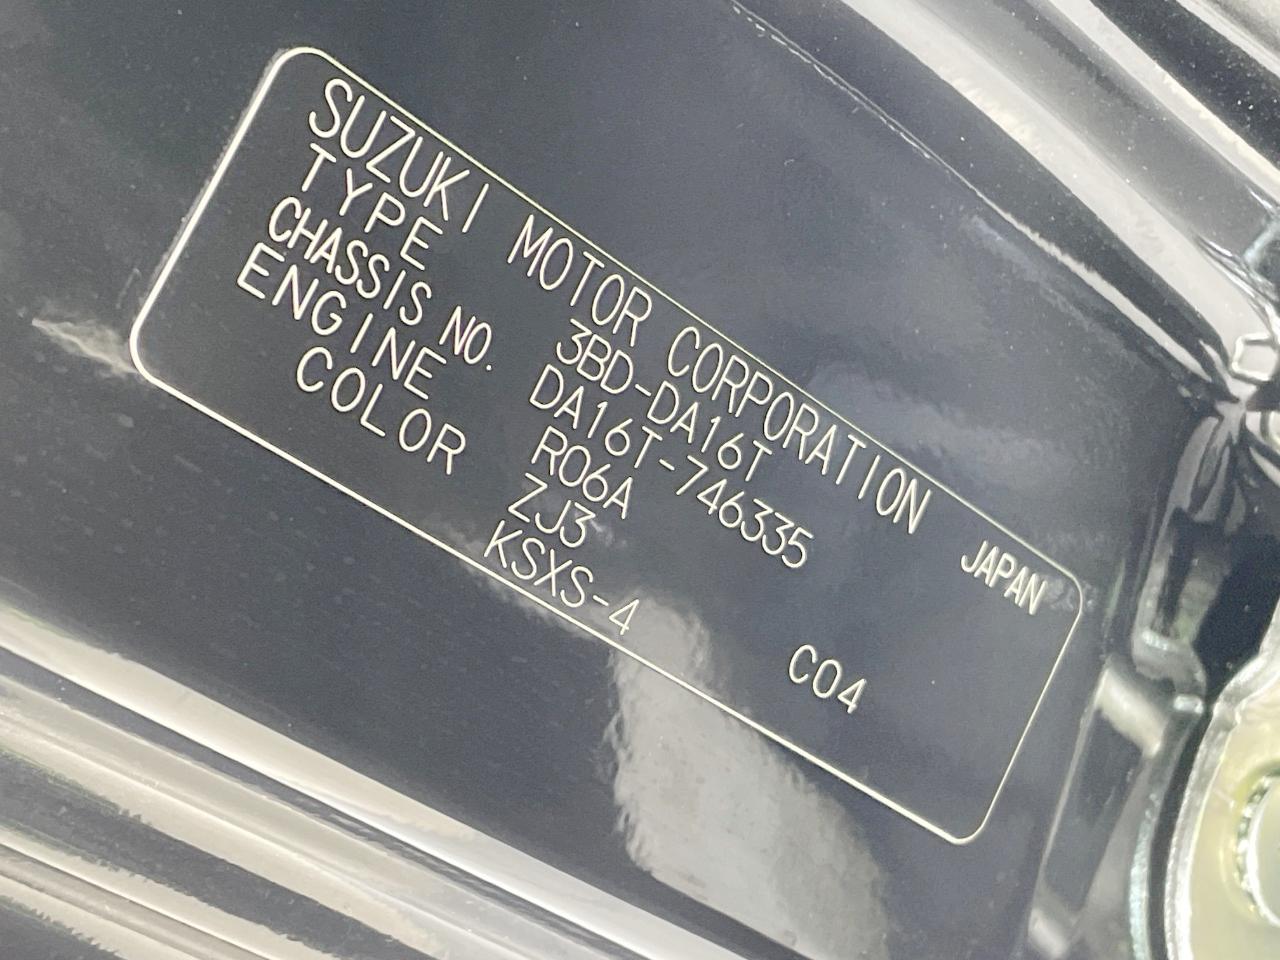 SUZUKI MOTOR CORPORATION JAPAN
TYPE 3BD-DA16T
CHASSIS NO. DA16T-746335
ENGINE R06A
COLOR ZJ3
KSXS-4 C04